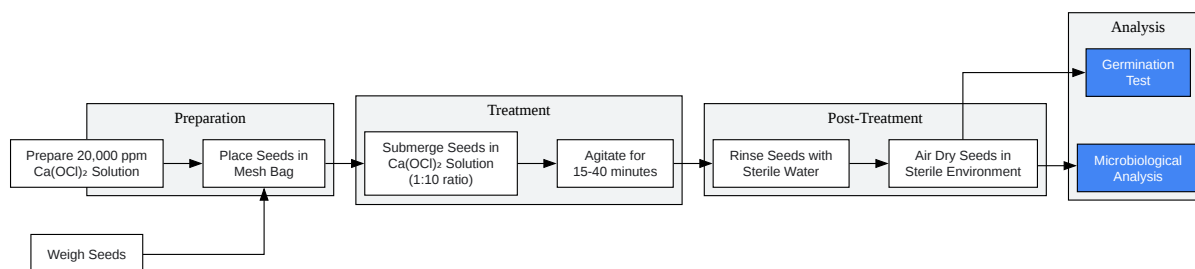 Preparation
Prepare 20,000 ppm
Ca(OCl)₂ Solution
Place Seeds in
Mesh Bag
Weigh Seeds
Treatment
Submerge Seeds in
Ca(OCl)₂ Solution
(1:10 ratio)
Agitate for
15-40 minutes
Post-Treatment
Rinse Seeds with
Sterile Water
Air Dry Seeds in
Sterile Environment
Analysis
Germination
Test
Microbiological
Analysis